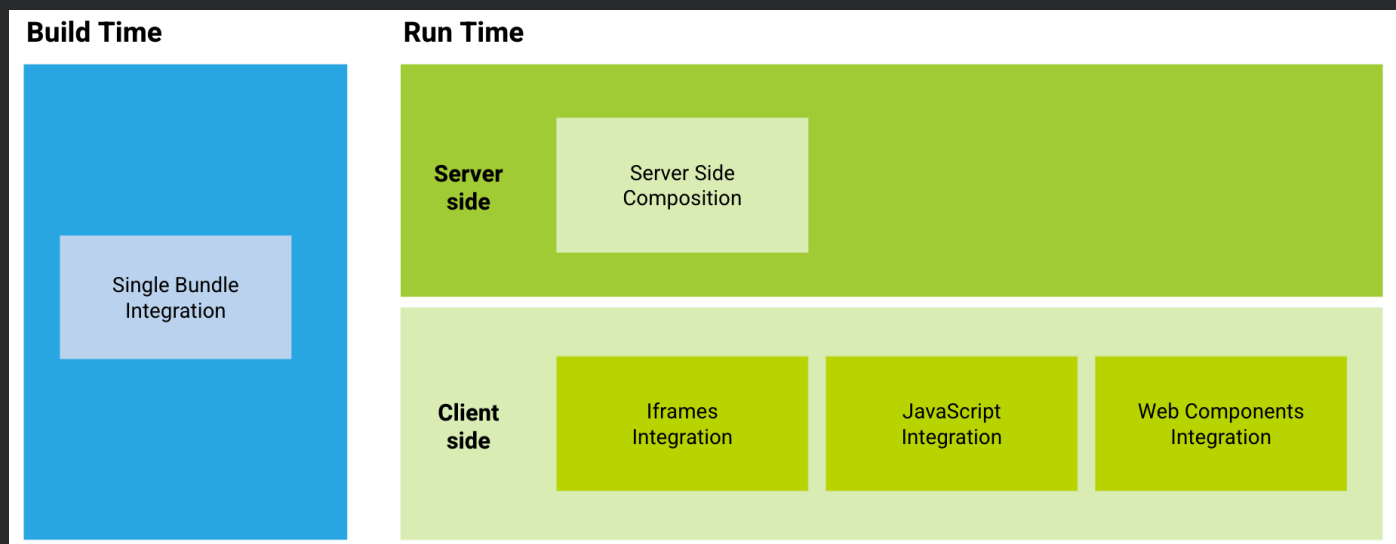 Build Time
Run Time
Single Bundle
Integration
Server
side
Server Side
Composition
Client
side
Iframes
Integration
JavaScript
Integration
Web Components
Integration